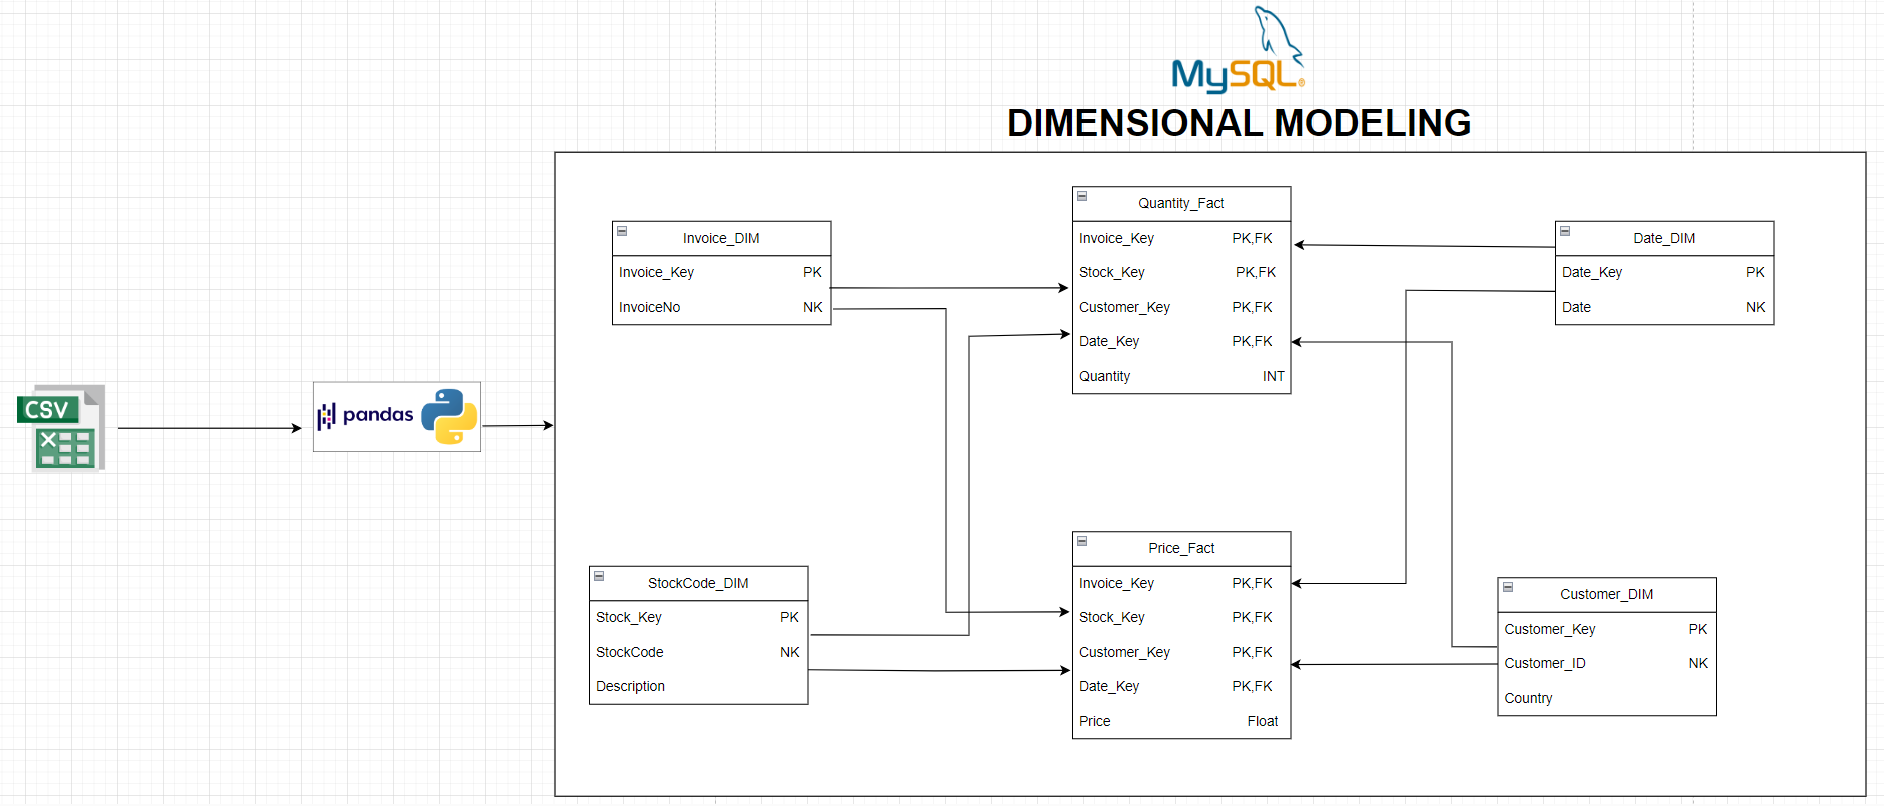 MySQL®
DIMENSIONAL MODELING
CSV
pandas
Invoice_DIM
Invoice_Key PK
InvoiceNo NK
StockCode_DIM
Stock_Key PK
StockCode NK
Description
Quantity_Fact
Invoice_Key PK,FK
Stock_Key PK,FK
Customer_Key PK,FK
Date_Key PK,FK
Quantity INT
Price_Fact
Invoice_Key PK,FK
Stock_Key PK,FK
Customer_Key PK,FK
Date_Key PK,FK
Price Float
Date_DIM
Date_Key PK
Date NK
Customer_DIM
Customer_Key PK
Customer_ID NK
Country